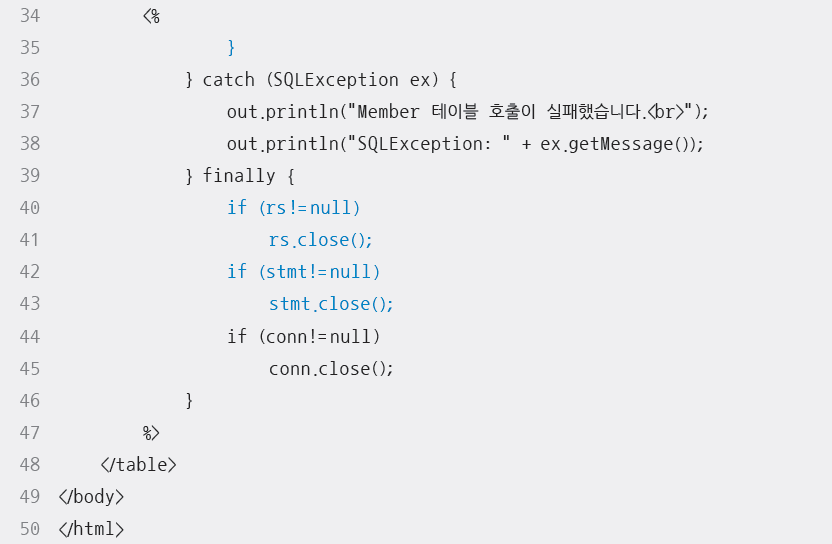 34 <%
35 }
36 } catch (SQLException ex) {
37 out.println("Member 테이블 호출이 실패했습니다.<br>");
38 out.println("SQLException: " + ex.getMessage());
39 } finally {
40 if (rs!=null)
41 rs.close();
42 if (stmt!=null)
43 stmt.close();
44 if (conn!=null)
45 conn.close();
46 }
47 %>
48 </table>
49 </body>
50 </html>